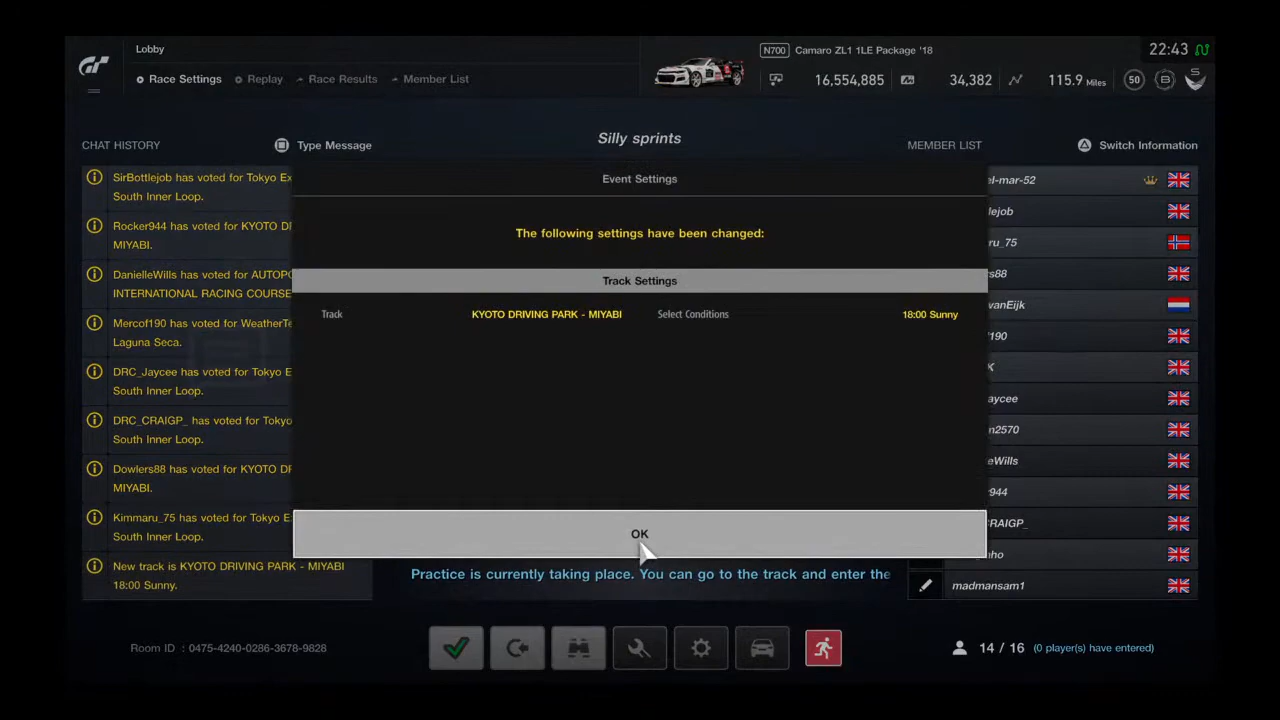 Lobby
N700 Camaro ZL1 1LE Package '18
22:43
Race Settings Replay Race Results Member List
16,554,885 34,382 115.9 Miles 50 B S
Silly sprints
CHAT HISTORY Type Message
MEMBER LIST Switch Information
SirBottlejob has voted for Tokyo Ex
South Inner Loop.
Rocker944 has voted for KYOTO DI
MIYABI.
DanielleWills has voted for AUTOPO
INTERNATIONAL RACING COURSE
Mercof190 has voted for WeatherTe
Laguna Seca.
DRC_Jaycee has voted for Tokyo E
South Inner Loop.
DRC_CRAIGP_ has voted for Tokyo
South Inner Loop.
Dowlers88 has voted for KYOTO DF
MIYABI.
Kimmaru_75 has voted for Tokyo E
South Inner Loop.
New track is KYOTO DRIVING PARK - MIYABI
18:00 Sunny.
Event Settings
The following settings have been changed:
Track Settings
Track KYOTO DRIVING PARK - MIYABI Select Conditions 18:00 Sunny
OK
Practice is currently taking place. You can go to the track and enter the
el-mar-52
lejob
ru_75
s88
vanEijk
190
K
aycee
n2570
eWills
944
RAIGP_
nho
madmansam1
Room ID : 0475-4240-0286-3678-9828
14 / 16 (0 player(s) have entered)